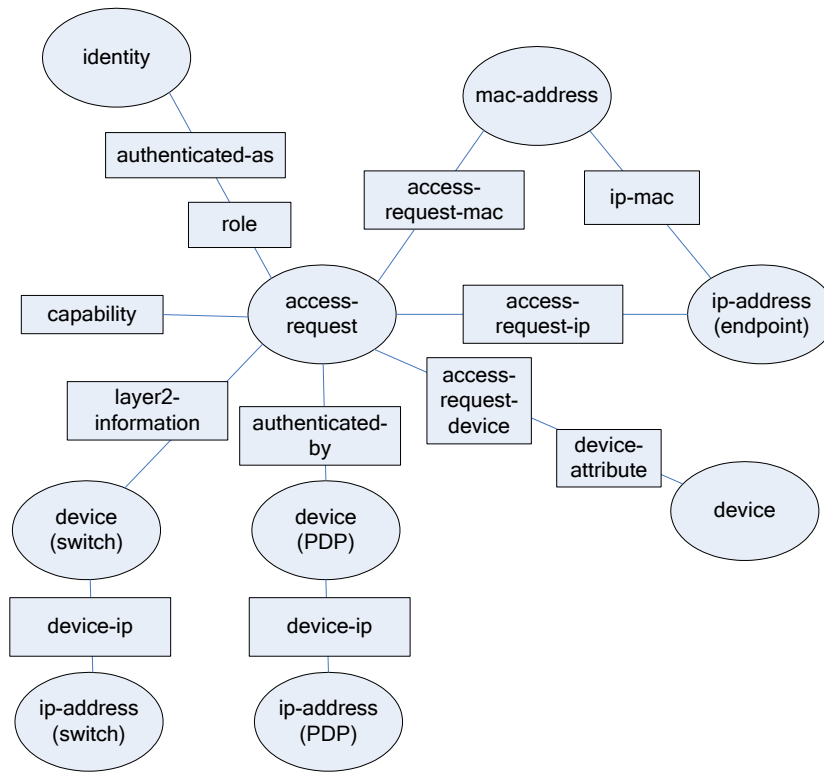 identity
mac-address
authenticated-as
access-
request-mac
ip-mac
role
capability
access-
request
access-
request-ip
ip-address
(endpoint)
layer2-
information
authenticated-
by
access-
request-
device
device-
attribute
device
(switch)
device
(PDP)
device
device-ip
device-ip
ip-address
(switch)
ip-address
(PDP)